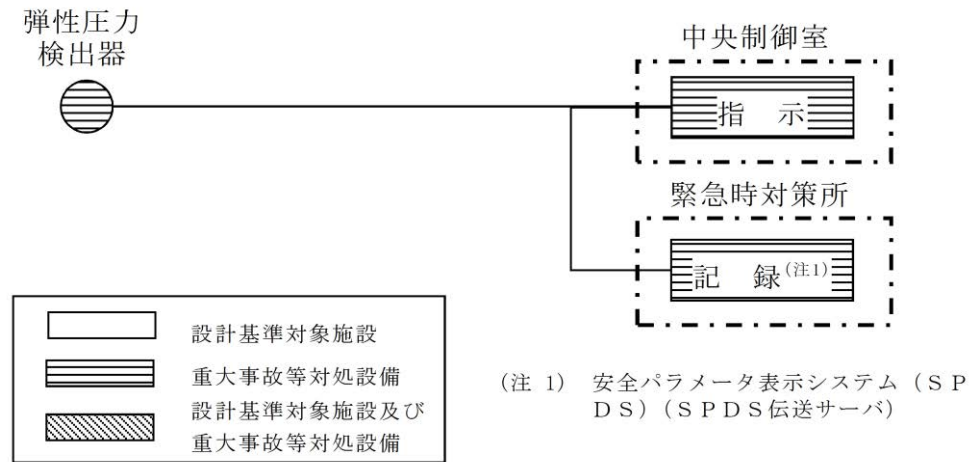 弾性圧力
検出器
中央制御室
指 示
緊急時対策所
記 録(注1)
設計基準対象施設
重大事故等対処設備
設計基準対象施設及び
重大事故等対処設備
(注 1) 安全パラメータ表示システム(SP
DS)(SPDS伝送サーバ)